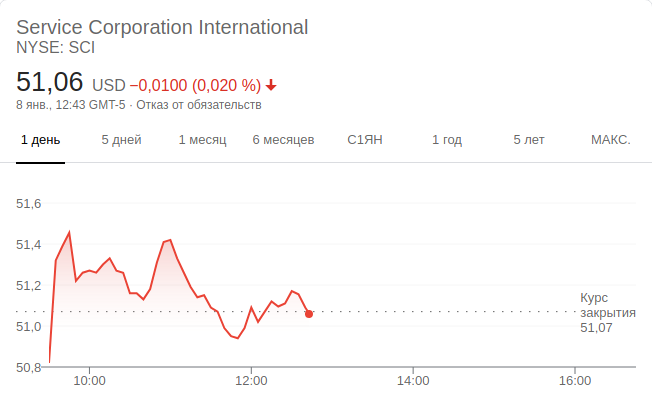 Service Corporation International
NYSE: SCI
51,06 USD −0,0100 (0,020 %)
8 янв., 12:43 GMT-5 · Отказ от обязательств
1 день 5 дней 1 месяц 6 месяцев С1ЯН 1 год 5 лет МАКС.
51,6
51,4
51,2
51,0
50,8
Курс
закрытия
51,07
10:00 12:00 14:00 16:00